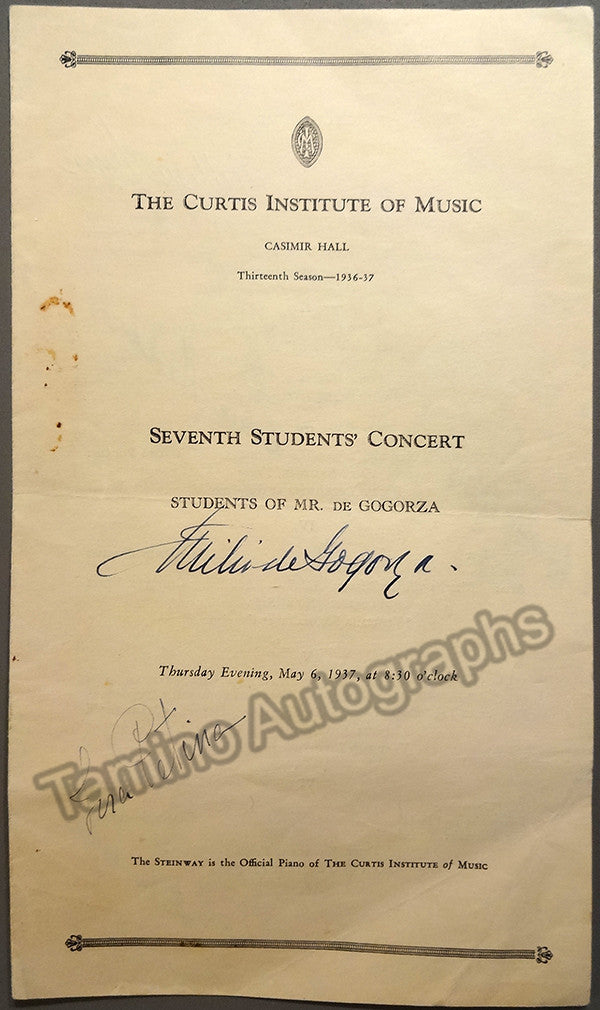 THE CURTIS INSTITUTE OF MUSIC
CASIMIR HALL
Thirteenth Season—1936-37
SEVENTH STUDENTS' CONCERT
STUDENTS OF MR. DE GOGORZA
Emilio de Gogorza.
Thursday Evening, May 6, 1937, at 8:30 o'clock
Tamino Autographs
Ira Petina
The STEINWAY is the Official Piano of THE CURTIS INSTITUTE of MUSIC